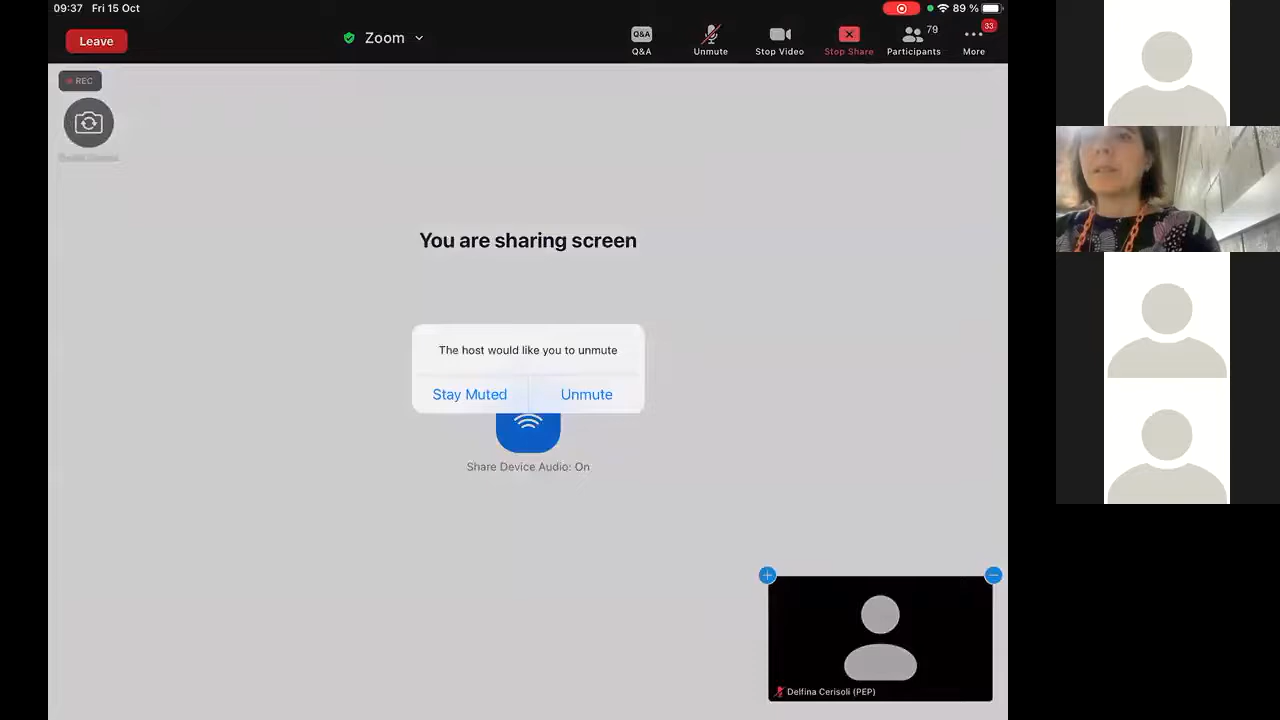 09:37 Fri 15 Oct
89 %
Leave
Zoom
Q&A
Q&A
Unmute
Stop Video
Stop Share
79
Participants
33
More
REC
You are sharing screen
The host would like you to unmute
Stay Muted
Unmute
Share Device Audio: On
Delfina Cerisoli (PEP)